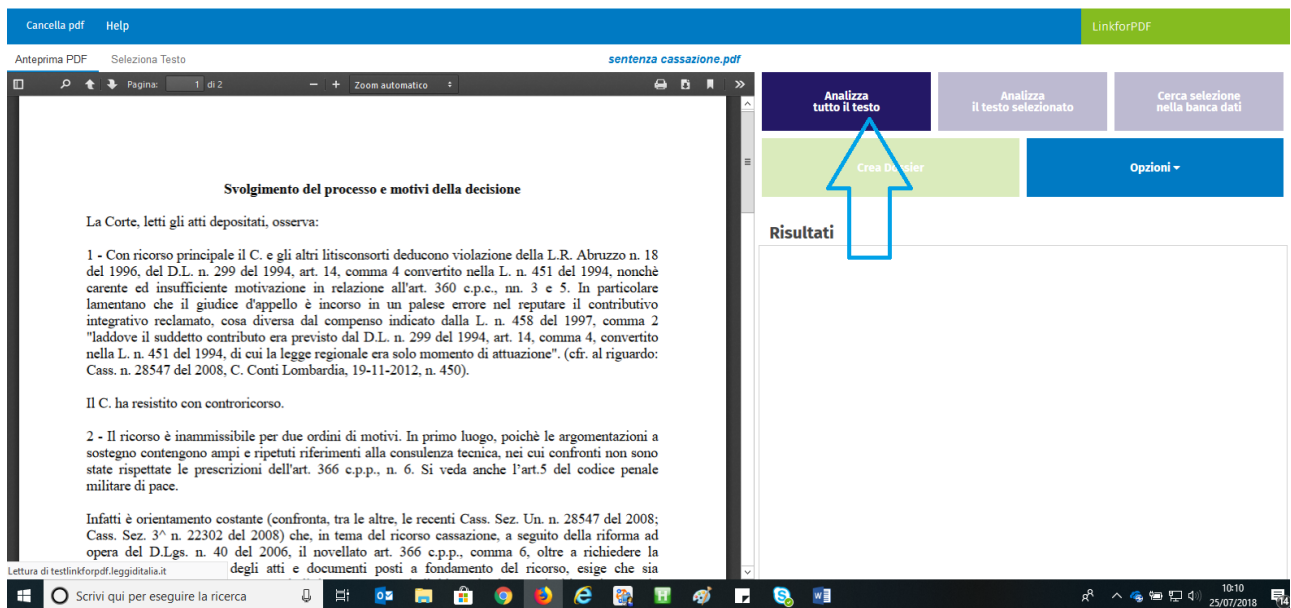 Cancella pdf Help LinkforPDF
Anteprima PDF Seleziona Testo sentenza cassazione.pdf
Pagina: 1 di 2 Zoom automatico
Analizza
tutto il testo
Analizza
il testo selezionato
Cerca selezione
nella banca dati
Crea Dossier
Opzioni
Risultati
Svolgimento del processo e motivi della decisione
La Corte, letti gli atti depositati, osserva:
1 - Con ricorso principale il C. e gli altri litisconsorti deducono violazione della L.R. Abruzzo n. 18
del 1996, del D.L. n. 299 del 1994, art. 14, comma 4 convertito nella L. n. 451 del 1994, nonchè
carente ed insufficiente motivazione in relazione all'art. 360 c.p.c., nn. 3 e 5. In particolare
lamentano che il giudice d'appello è incorso in un palese errore nel reputare il contributivo
integrativo reclamato, cosa diversa dal compenso indicato dalla L. n. 458 del 1997, comma 2
"laddove il suddetto contributo era previsto dal D.L. n. 299 del 1994, art. 14, comma 4, convertito
nella L. n. 451 del 1994, di cui la legge regionale era solo momento di attuazione". (cfr. al riguardo:
Cass. n. 28547 del 2008, C. Conti Lombardia, 19-11-2012, n. 450).
Il C. ha resistito con controricorso.
2 - Il ricorso è inammissibile per due ordini di motivi. In primo luogo, poichè le argomentazioni a
sostegno contengono ampi e ripetuti riferimenti alla consulenza tecnica, nei cui confronti non sono
state rispettate le prescrizioni dell'art. 366 c.p.p., n. 6. Si veda anche l'art.5 del codice penale
militare di pace.
Infatti è orientamento costante (confronta, tra le altre, le recenti Cass. Sez. Un. n. 28547 del 2008;
Cass. Sez. 3^ n. 22302 del 2008) che, in tema del ricorso cassazione, a seguito della riforma ad
opera del D.Lgs. n. 40 del 2006, il novellato art. 366 c.p.p., comma 6, oltre a richiedere la
degli atti e documenti posti a fondamento del ricorso, esige che sia
Lettura di testlinkforpdf.leggiditalia.it
Scrivi qui per eseguire la ricerca
10:10
25/07/2018
14